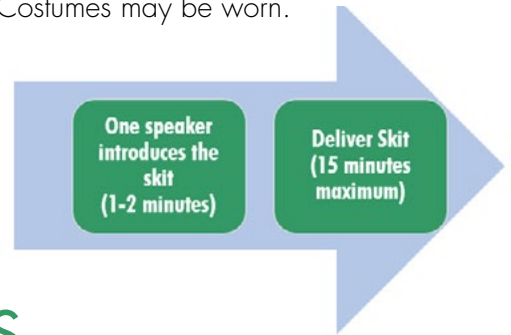 Costumes may be worn.
One speaker
introduces the
skit
(1-2 minutes)
Deliver Skit
(15 minutes
maximum)